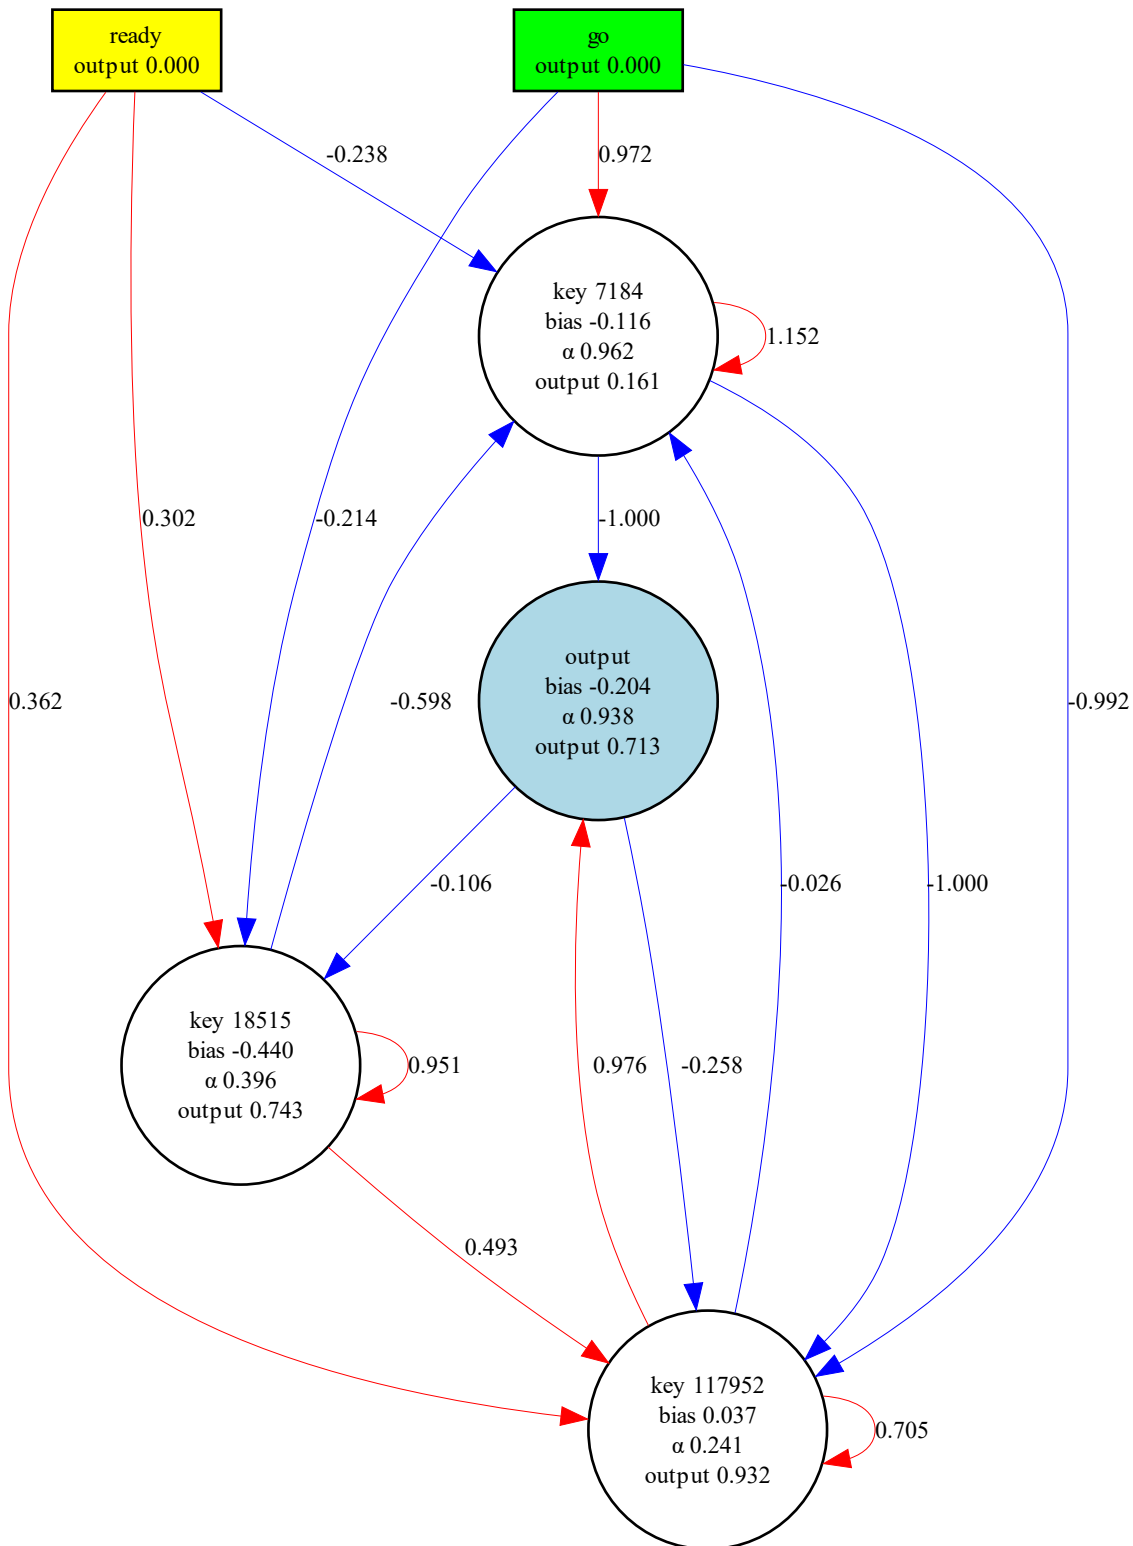 ready
output 0.000
go
output 0.000
-0.238
0.972
key 7184
bias -0.116
α 0.962
output 0.161
1.152
0.302
-0.214
-1.000
output
bias -0.204
α 0.938
output 0.713
0.362
-0.598
-0.992
-0.106
-0.026
-1.000
key 18515
bias -0.440
α 0.396
output 0.743
0.951
0.976
-0.258
0.493
key 117952
bias 0.037
α 0.241
output 0.932
0.705